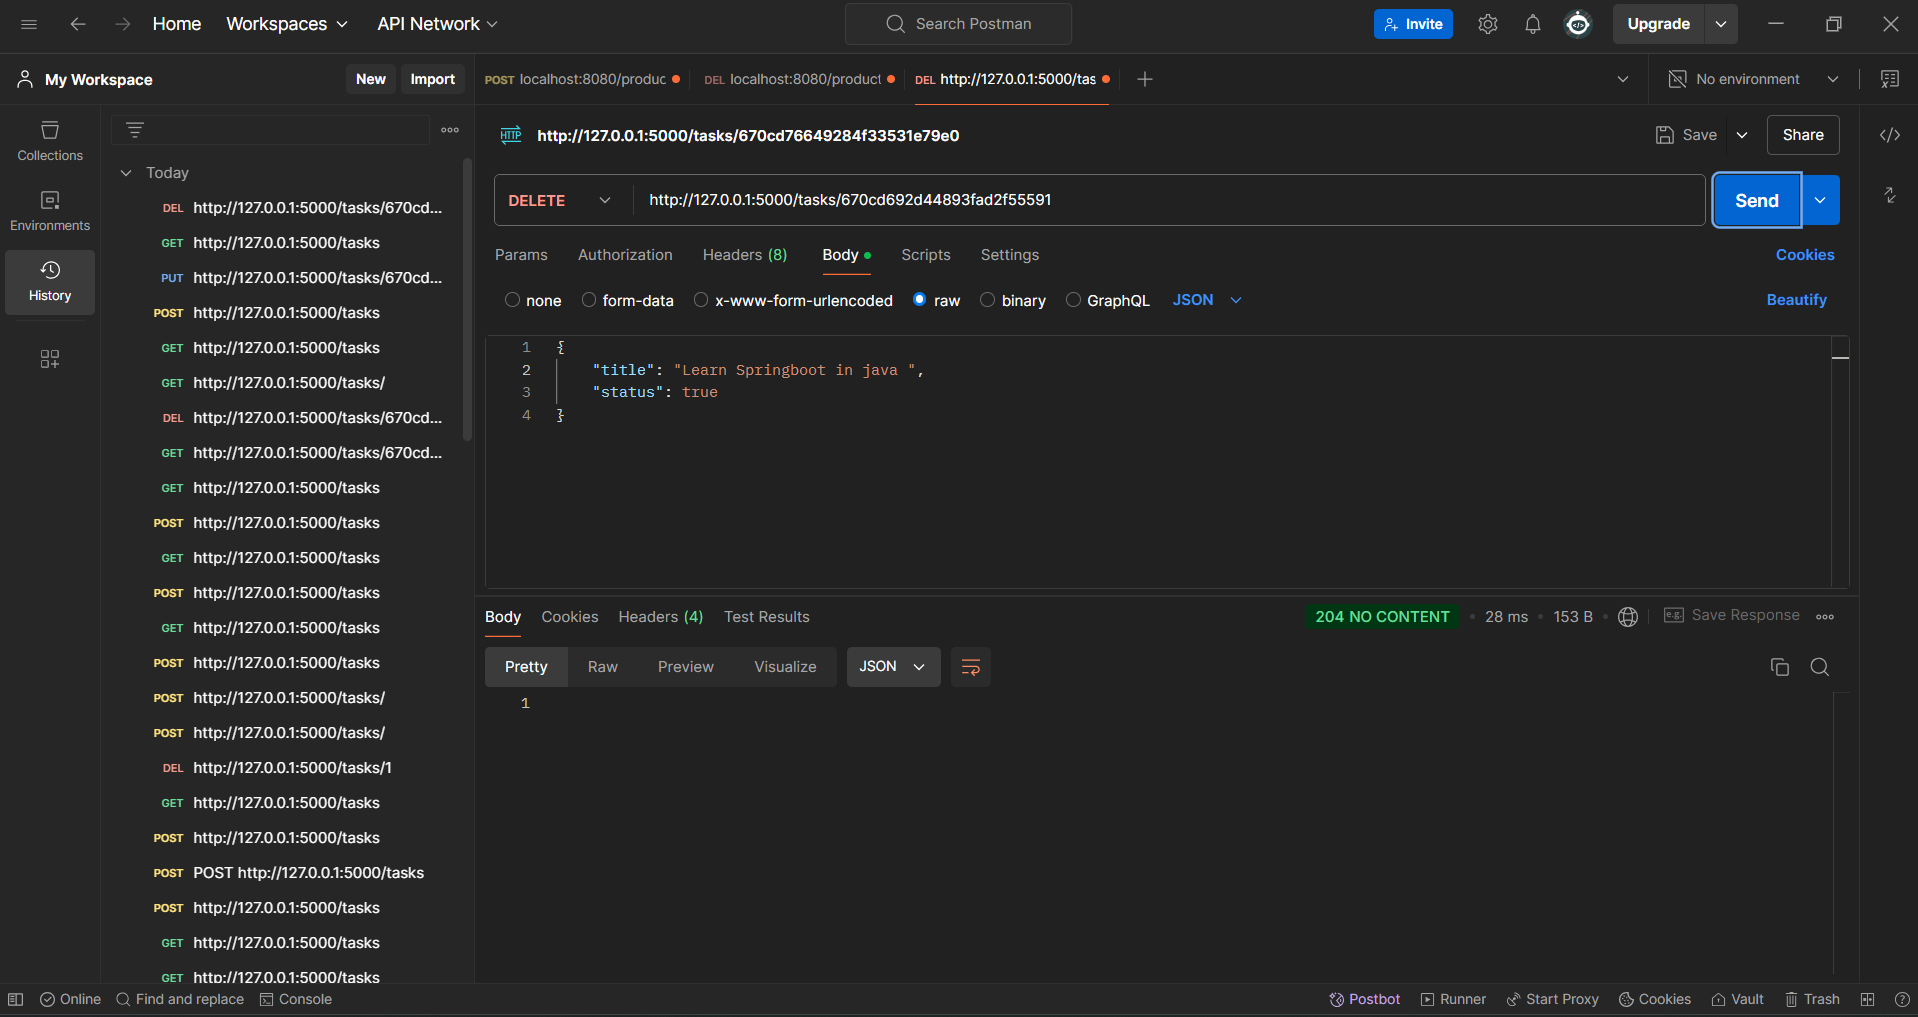 Home Workspaces API Network Search Postman Invite Upgrade
My Workspace New Import POST localhost:8080/produc DEL localhost:8080/product DEL http://127.0.0.1:5000/tas No environment
Collections
Environments
History
Today
DEL http://127.0.0.1:5000/tasks/670cd...
GET http://127.0.0.1:5000/tasks
PUT http://127.0.0.1:5000/tasks/670cd...
POST http://127.0.0.1:5000/tasks
GET http://127.0.0.1:5000/tasks
GET http://127.0.0.1:5000/tasks/
DEL http://127.0.0.1:5000/tasks/670cd...
GET http://127.0.0.1:5000/tasks/670cd...
GET http://127.0.0.1:5000/tasks
POST http://127.0.0.1:5000/tasks
GET http://127.0.0.1:5000/tasks
POST http://127.0.0.1:5000/tasks
GET http://127.0.0.1:5000/tasks
POST http://127.0.0.1:5000/tasks
POST http://127.0.0.1:5000/tasks/
POST http://127.0.0.1:5000/tasks/
DEL http://127.0.0.1:5000/tasks/1
GET http://127.0.0.1:5000/tasks
POST http://127.0.0.1:5000/tasks
POST POST http://127.0.0.1:5000/tasks
POST http://127.0.0.1:5000/tasks
GET http://127.0.0.1:5000/tasks
GET http://127.0.0.1:5000/tasks
HTTP http://127.0.0.1:5000/tasks/670cd76649284f33531e79e0 Save Share
DELETE http://127.0.0.1:5000/tasks/670cd692d44893fad2f55591 Send
Params Authorization Headers (8) Body Scripts Settings Cookies
none form-data x-www-form-urlencoded raw binary GraphQL JSON Beautify
1 {
2 "title": "Learn Springboot in java ",
3 "status": true
4 }
Body Cookies Headers (4) Test Results 204 NO CONTENT 28 ms 153 B e.g. Save Response
Pretty Raw Preview Visualize JSON
1
Online Find and replace Console Postbot Runner Start Proxy Cookies Vault Trash